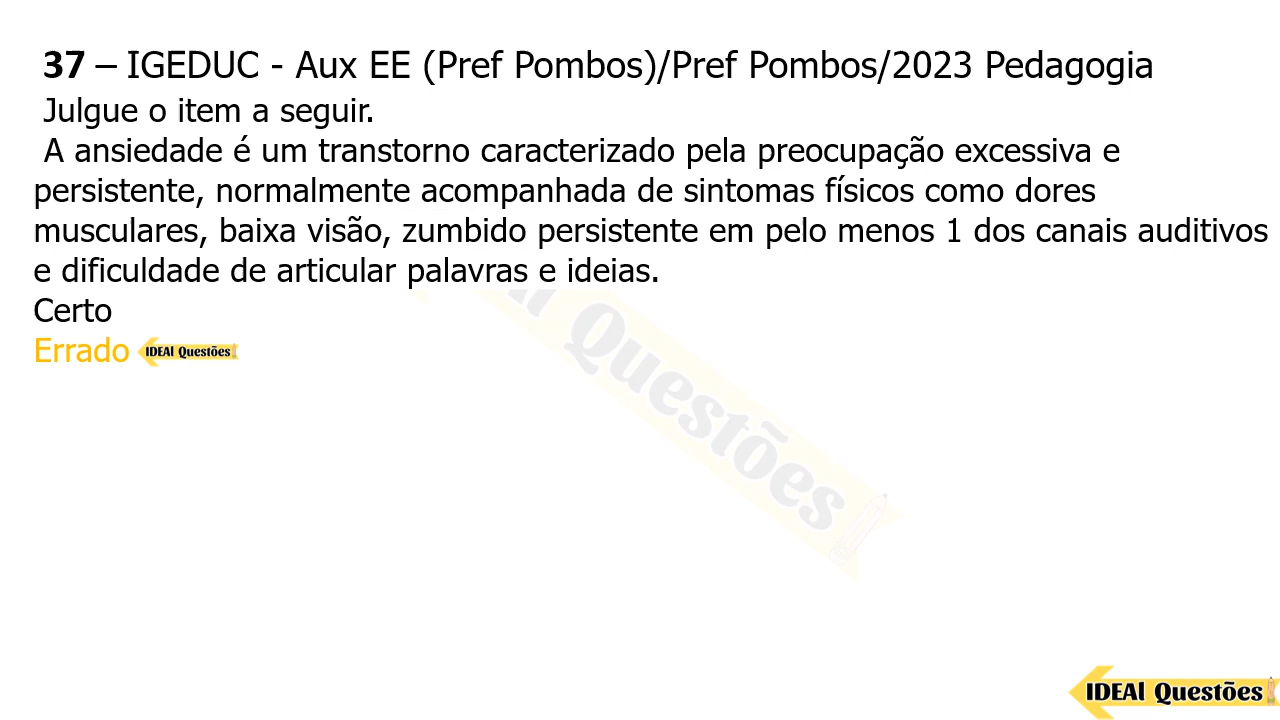 37 – IGEDUC - Aux EE (Pref Pombos)/Pref Pombos/2023 Pedagogia
Julgue o item a seguir.
A ansiedade é um transtorno caracterizado pela preocupação excessiva e
persistente, normalmente acompanhada de sintomas físicos como dores
musculares, baixa visão, zumbido persistente em pelo menos 1 dos canais auditivos
e dificuldade de articular palavras e ideias.
Certo
Errado IDEAl Questões
Questões
IDEAl Questões